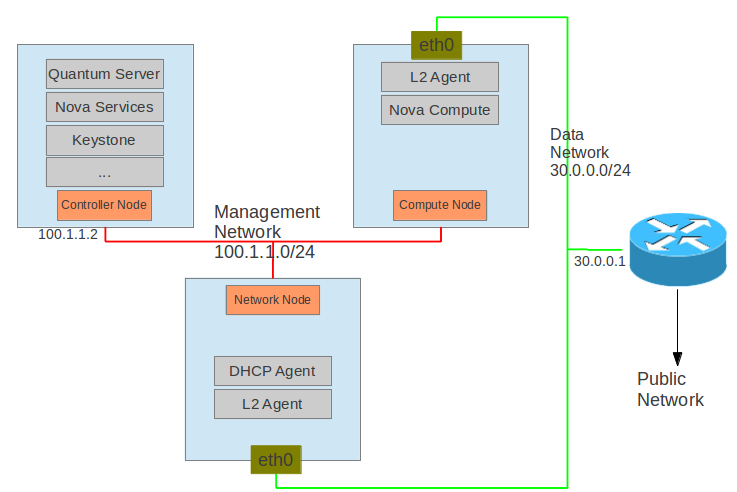 Quantum Server
Nova Services
Keystone
...
Controller Node
100.1.1.2
eth0
L2 Agent
Nova Compute
Compute Node
Data
Network
30.0.0.0/24
Management
Network
100.1.1.0/24
30.0.0.1
Network Node
DHCP Agent
L2 Agent
eth0
Public
Network